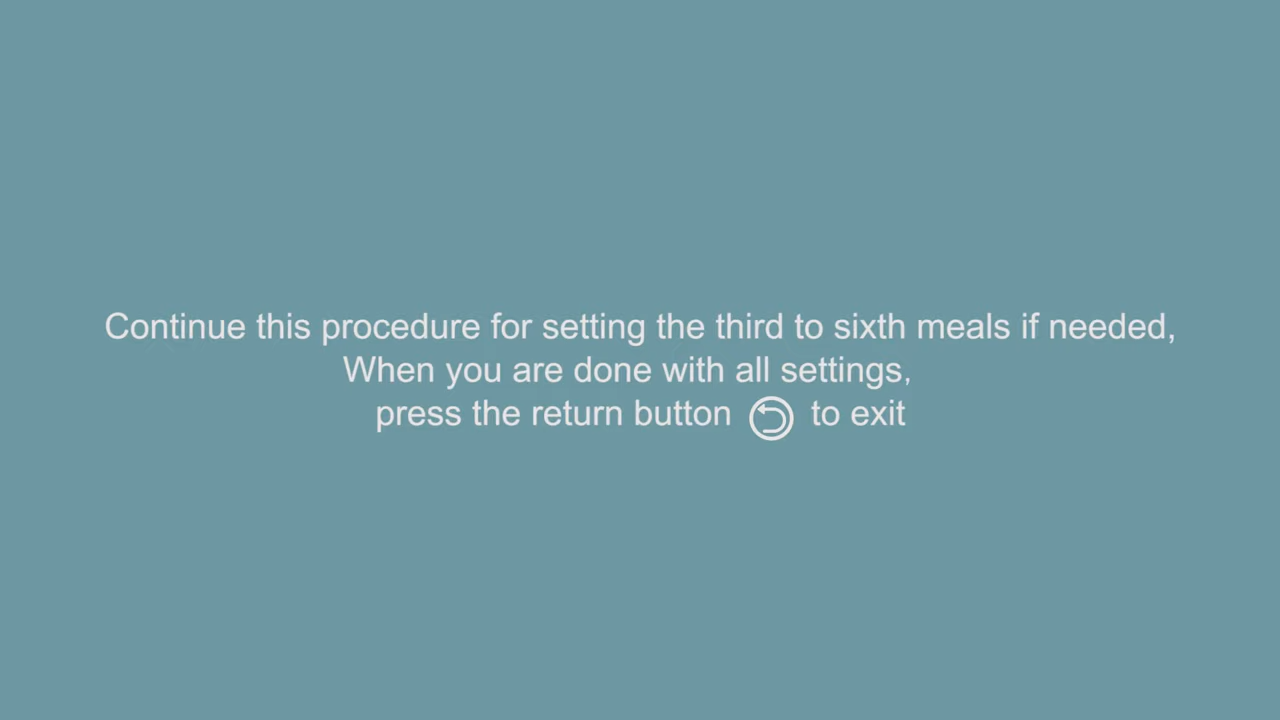 Continue this procedure for setting the third to sixth meals if needed,
When you are done with all settings,
press the return button to exit